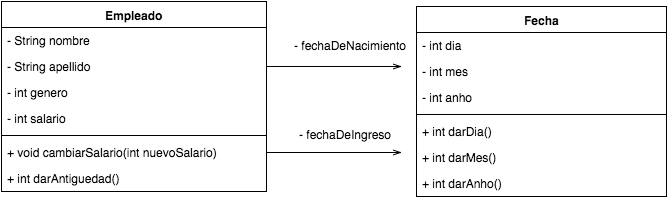 Empleado
- String nombre
- String apellido
- int genero
- int salario
+ void cambiarSalario(int nuevoSalario)
+ int darAntiguedad()
- fechaDeNacimiento
- fechaDeIngreso
Fecha
- int dia
- int mes
- int anho
+ int darDia()
+ int darMes()
+ int darAnho()